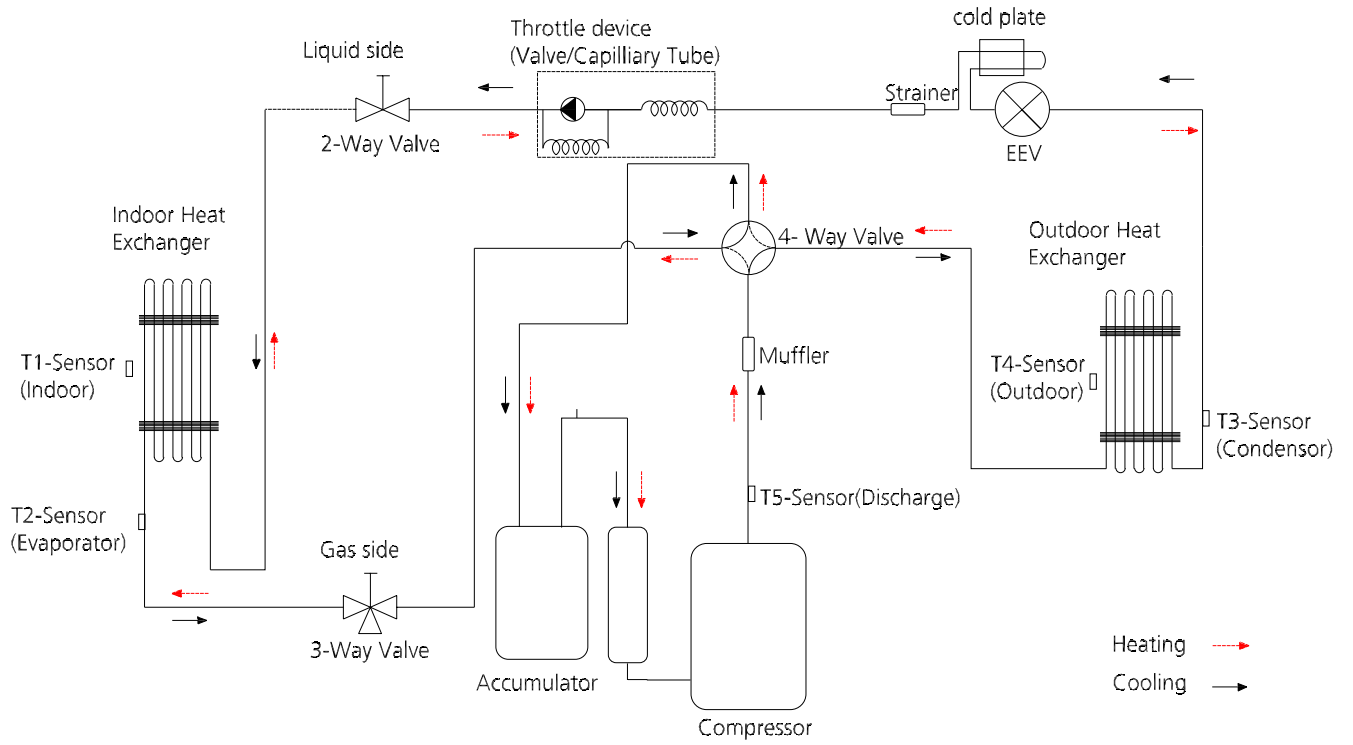 cold plate
Throttle device
(Valve/Capilliary Tube)
Liquid side
Strainer
2-Way Valve
EEV
Indoor Heat
Exchanger
4- Way Valve
Outdoor Heat
Exchanger
Muffler
T1-Sensor
(Indoor)
T4-Sensor
(Outdoor)
T3-Sensor
(Condensor)
T5-Sensor(Discharge)
T2-Sensor
(Evaporator)
Gas side
3-Way Valve
Heating
Accumulator
Cooling
Compressor